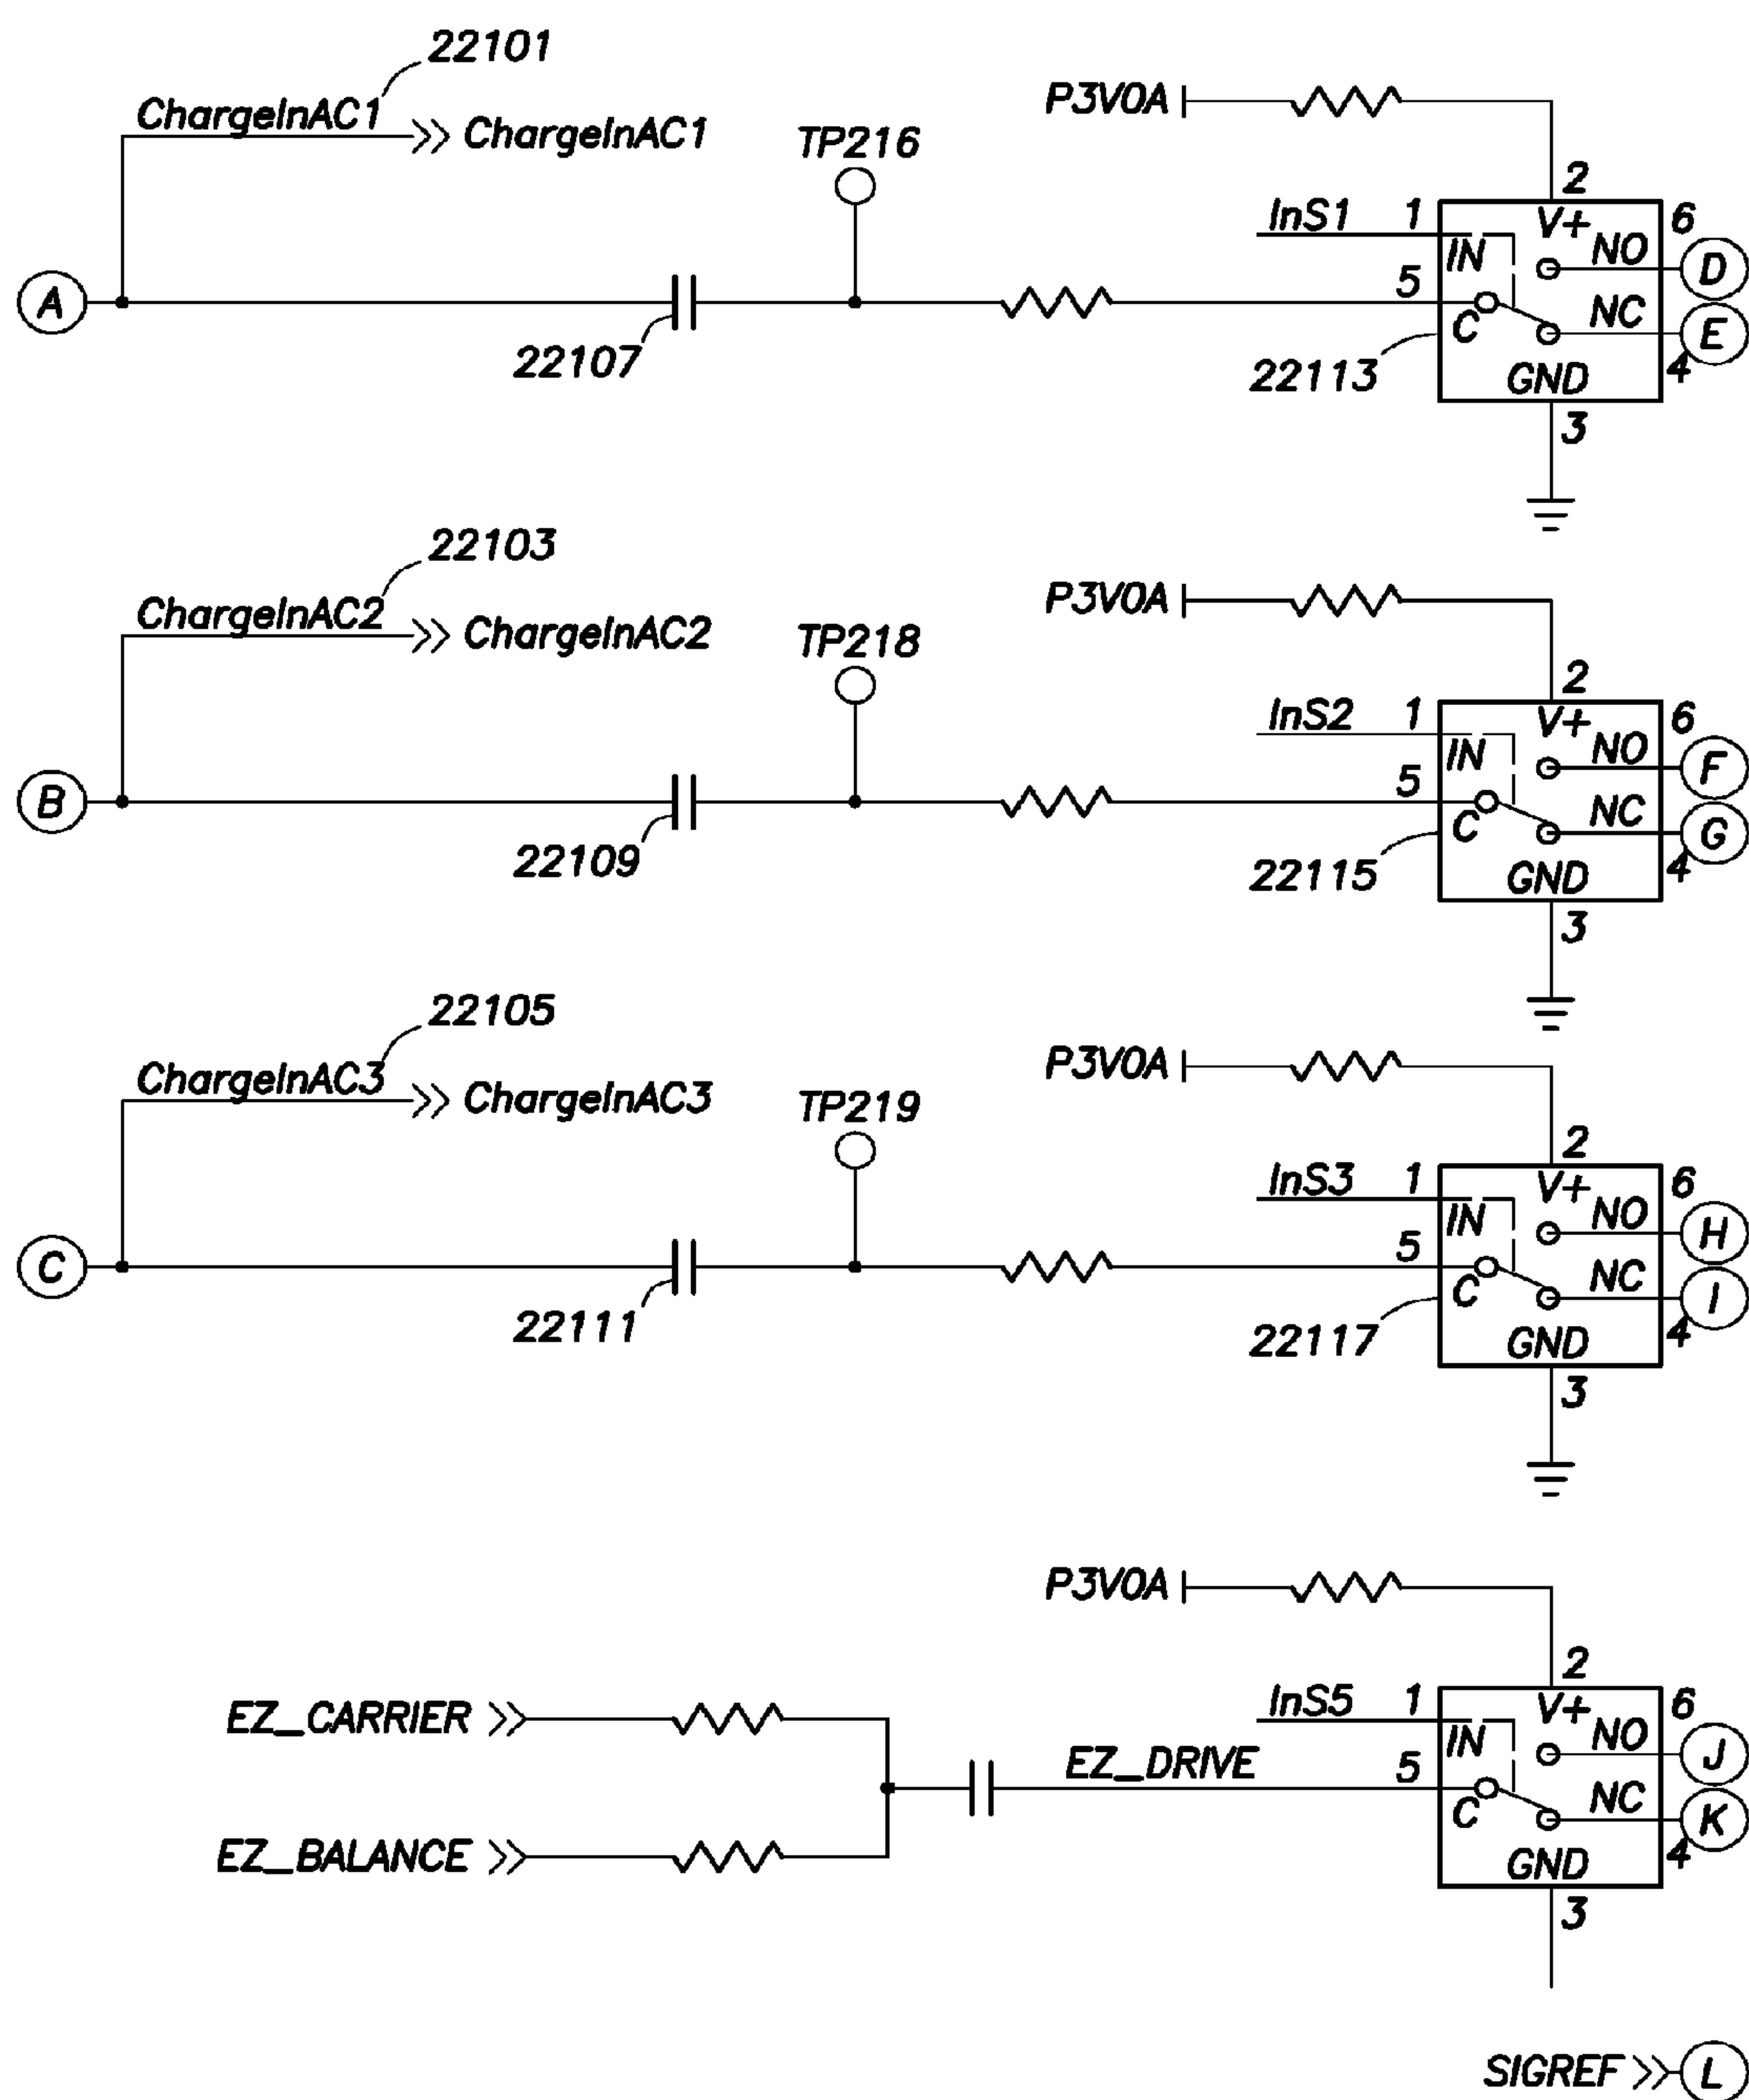 22101
ChargeInAC1
ChargeInAC1
TP216
P3V0A
2
InS1
1
V+
6
IN
NO
D
A
5
C
NC
E
22107
22113
GND
4
3
22103
ChargeInAC2
ChargeInAC2
TP218
P3V0A
2
InS2
1
V+
6
IN
NO
F
B
5
C
NC
G
22109
22115
GND
4
3
22105
ChargeInAC3
ChargeInAC3
TP219
P3V0A
2
InS3
1
V+
6
IN
NO
H
C
5
C
NC
I
22111
22117
GND
4
3
P3V0A
2
EZ_CARRIER
InS5
1
V+
6
IN
NO
J
EZ_DRIVE
5
C
NC
K
EZ_BALANCE
GND
4
3
SIGREF
L